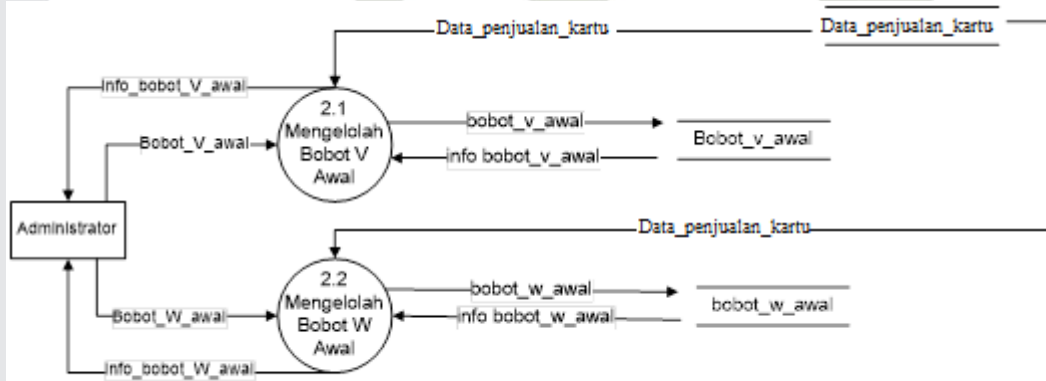 Data_penjualan_kartu
Data_penjualan_kartu
info_bobot_V_awal
2.1
Mengelolah
Bobot V
Awal
bobot_v_awal
Bobot_V_awal
info bobot_v_awal
Bobot_v_awal
Administrator
Data_penjualan_kartu
2.2
Mengelolah
Bobot W
Awal
bobot_w_awal
Bobot_W_awal
info bobot_w_awal
bobot_w_awal
info_bobot_W_awal